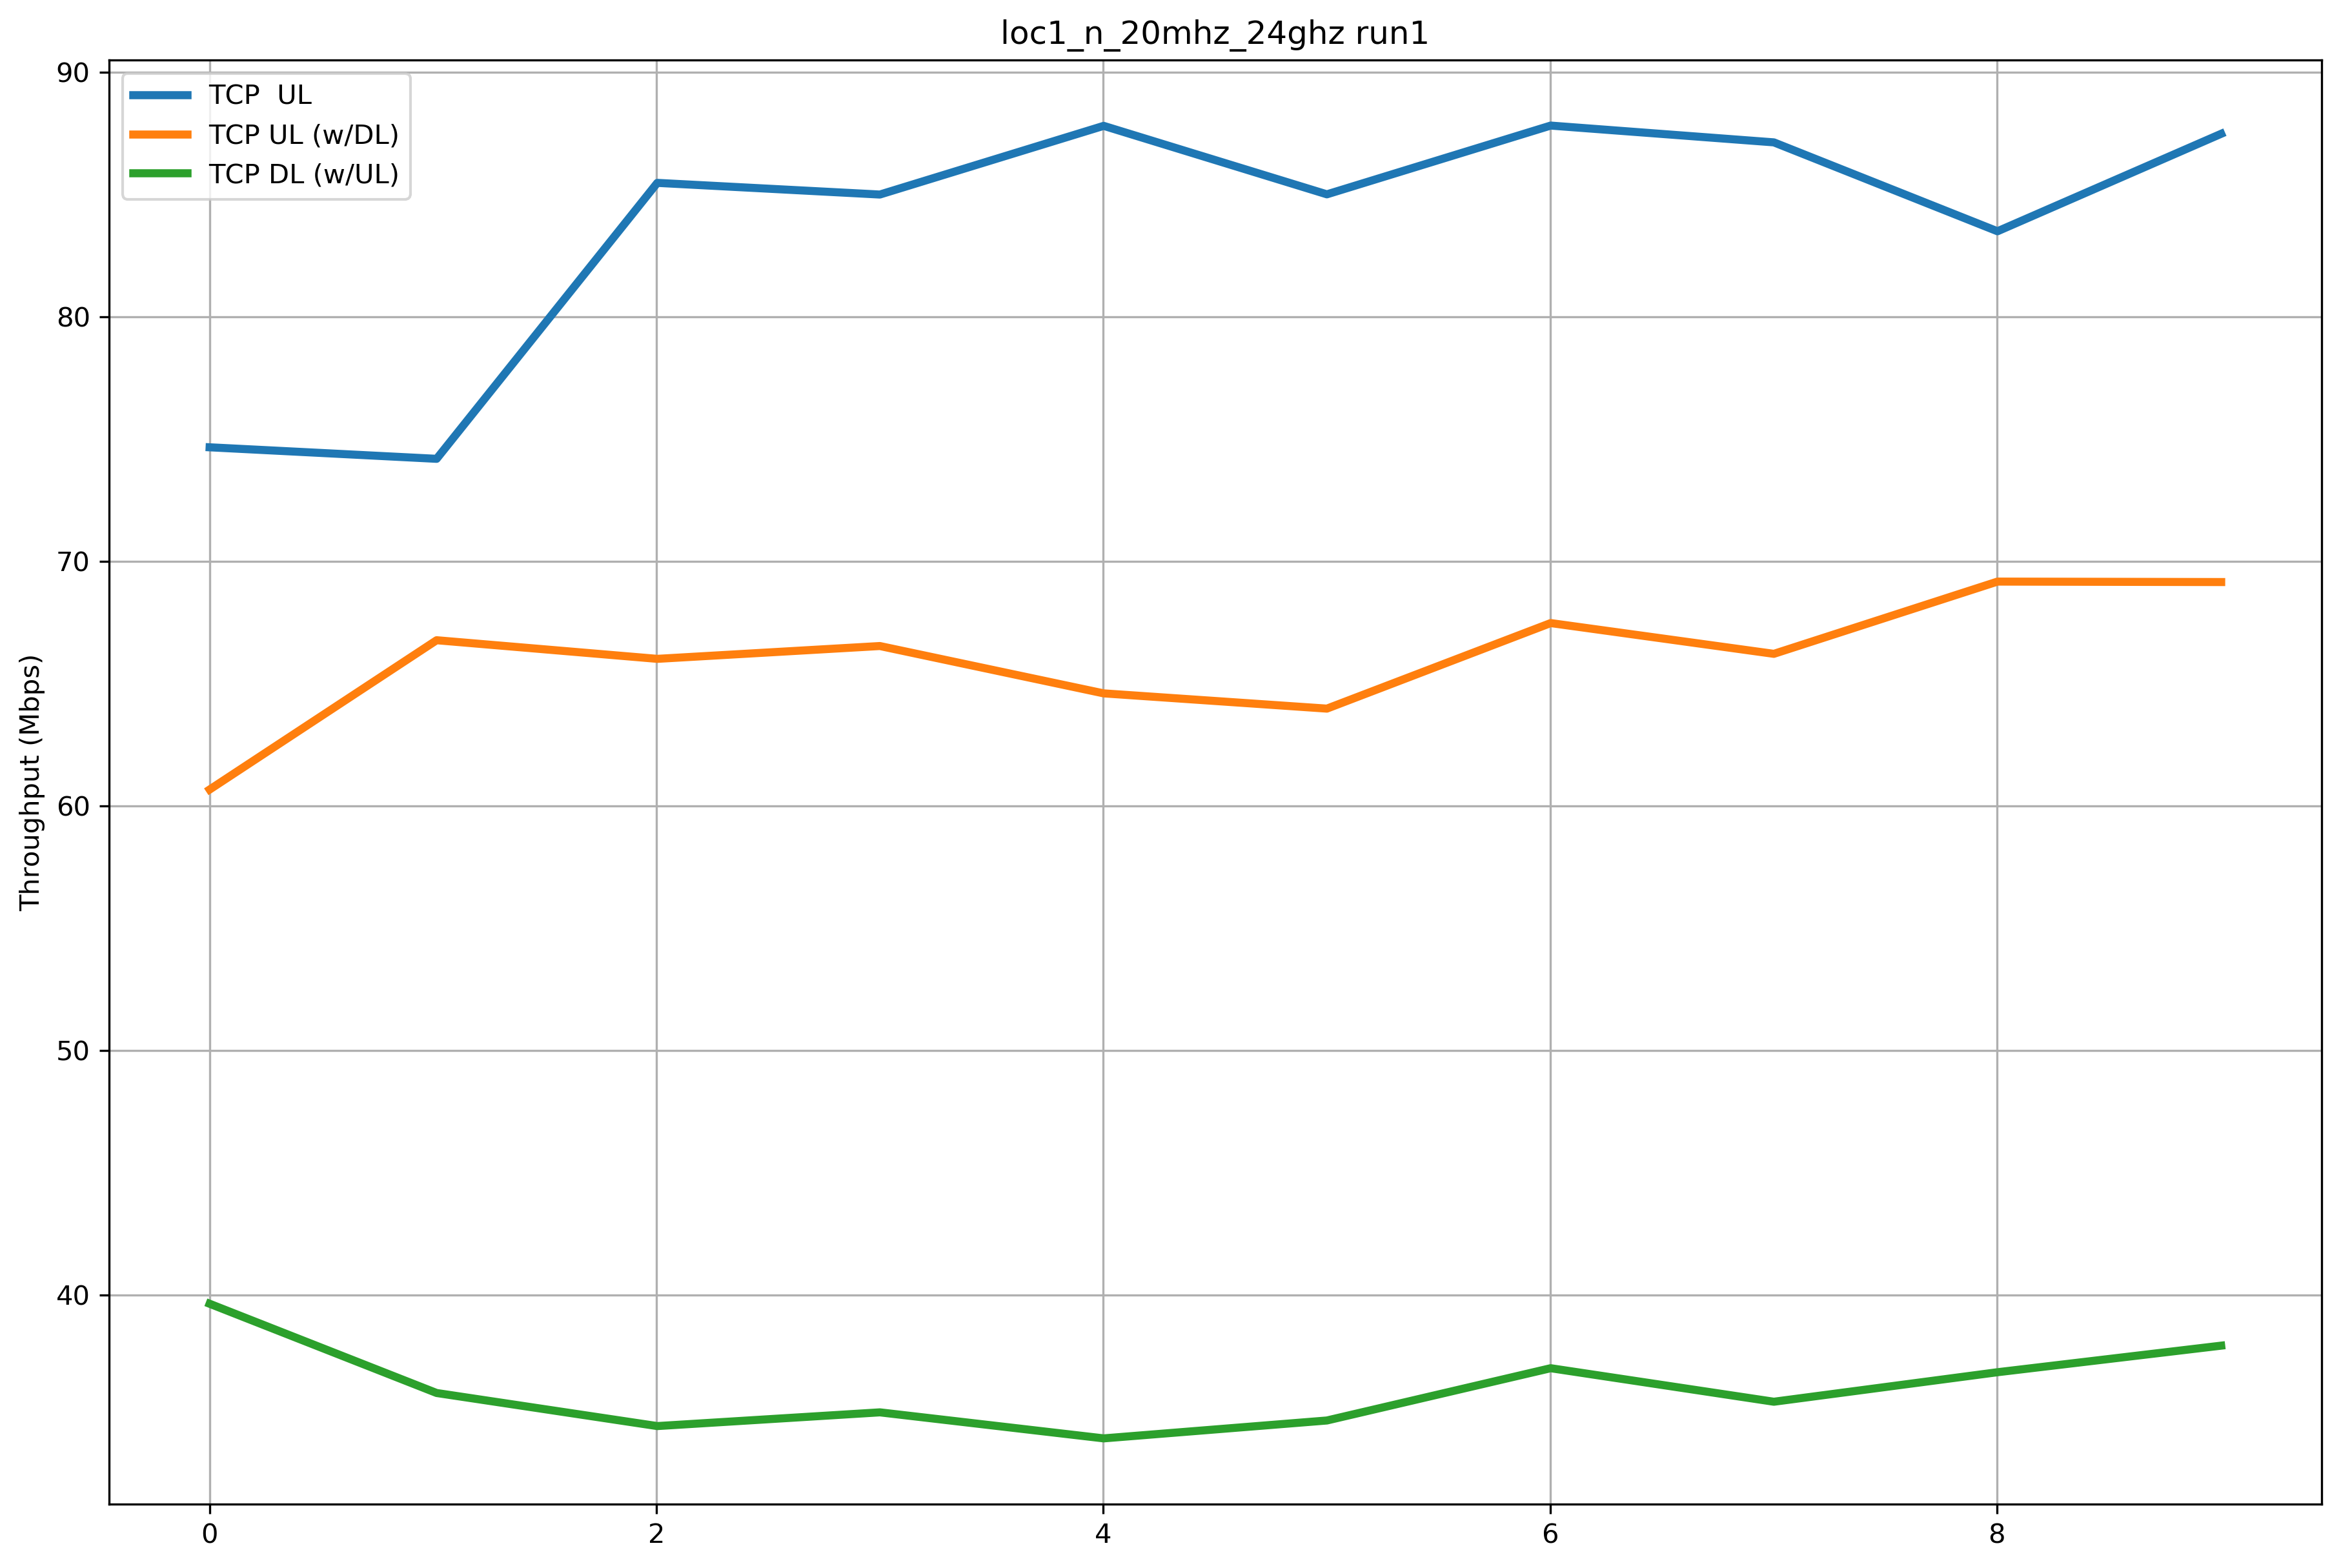 loc1_n_20mhz_24ghz run1
TCP  UL
TCP UL (w/DL)
TCP DL (w/UL)
Throughput (Mbps)
90
80
70
60
50
40
0 2 4 6 8